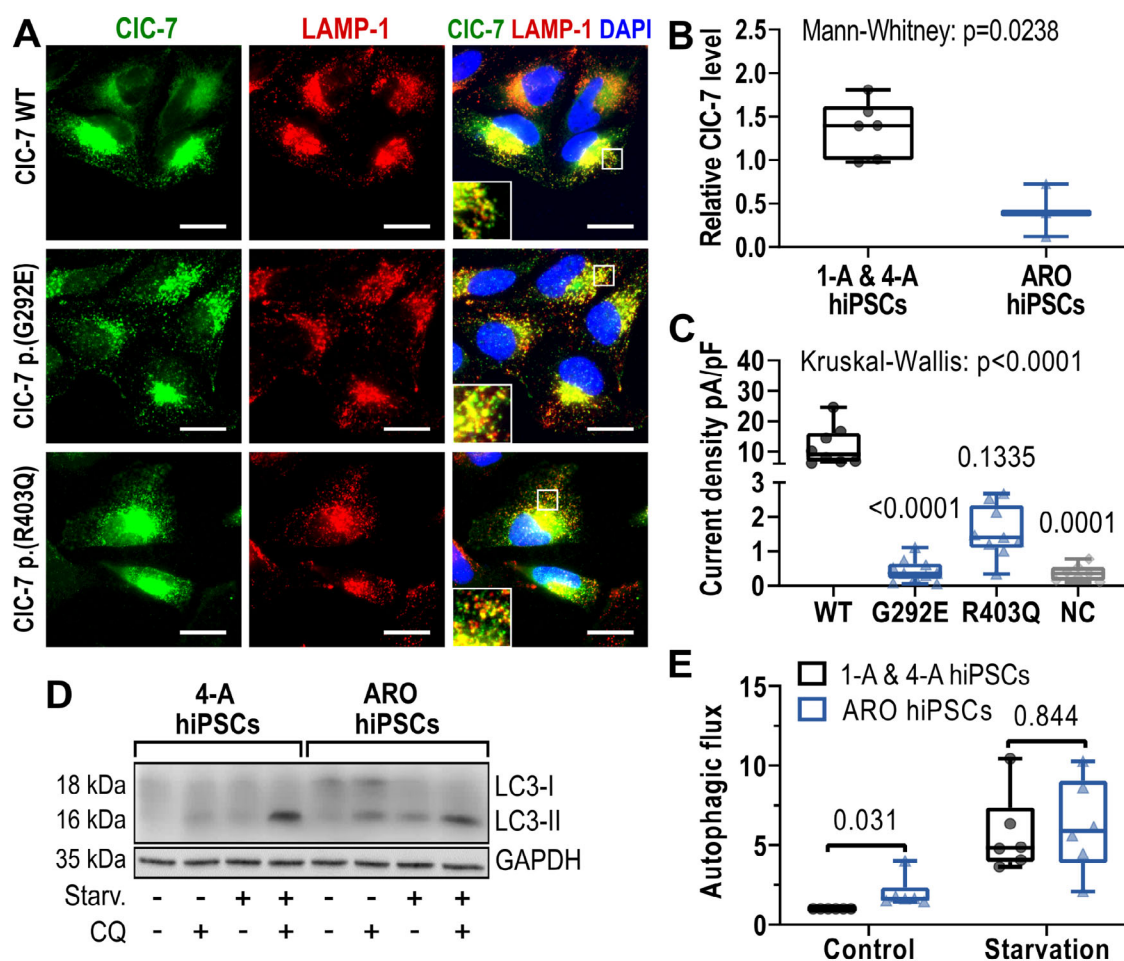 A
ClC-7
LAMP-1
ClC-7 LAMP-1 DAPI
ClC-7 WT
ClC-7 p.(G292E)
ClC-7 p.(R403Q)
B
Mann-Whitney: p=0.0238
Relative ClC-7 level
2.5
2.0
1.5
1.0
0.5
0.0
1-A & 4-A
hiPSCs
ARO
hiPSCs
C
Kruskal-Wallis: p<0.0001
Current density pA/pF
40
30
20
10
3
2
1
0
<0.0001
0.1335
0.0001
WT
G292E
R403Q
NC
D
4-A
hiPSCs
ARO
hiPSCs
18 kDa
LC3-I
16 kDa
LC3-II
35 kDa
GAPDH
Starv. - - + + - - + +
CQ - + - + - + - +
E
1-A & 4-A hiPSCs
ARO hiPSCs
Autophagic flux
15
10
5
0
0.031
0.844
Control
Starvation